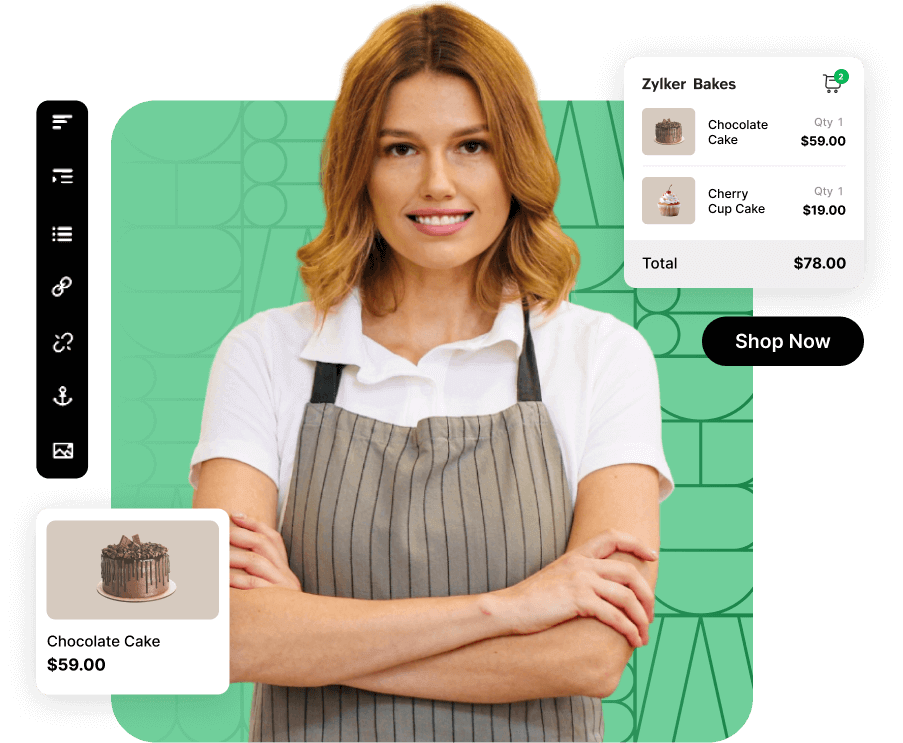 Zylker Bakes
2
Chocolate
Cake
Qty 1
$59.00
Cherry
Cup Cake
Qty 1
$19.00
Total
$78.00
Shop Now
Chocolate Cake
$59.00